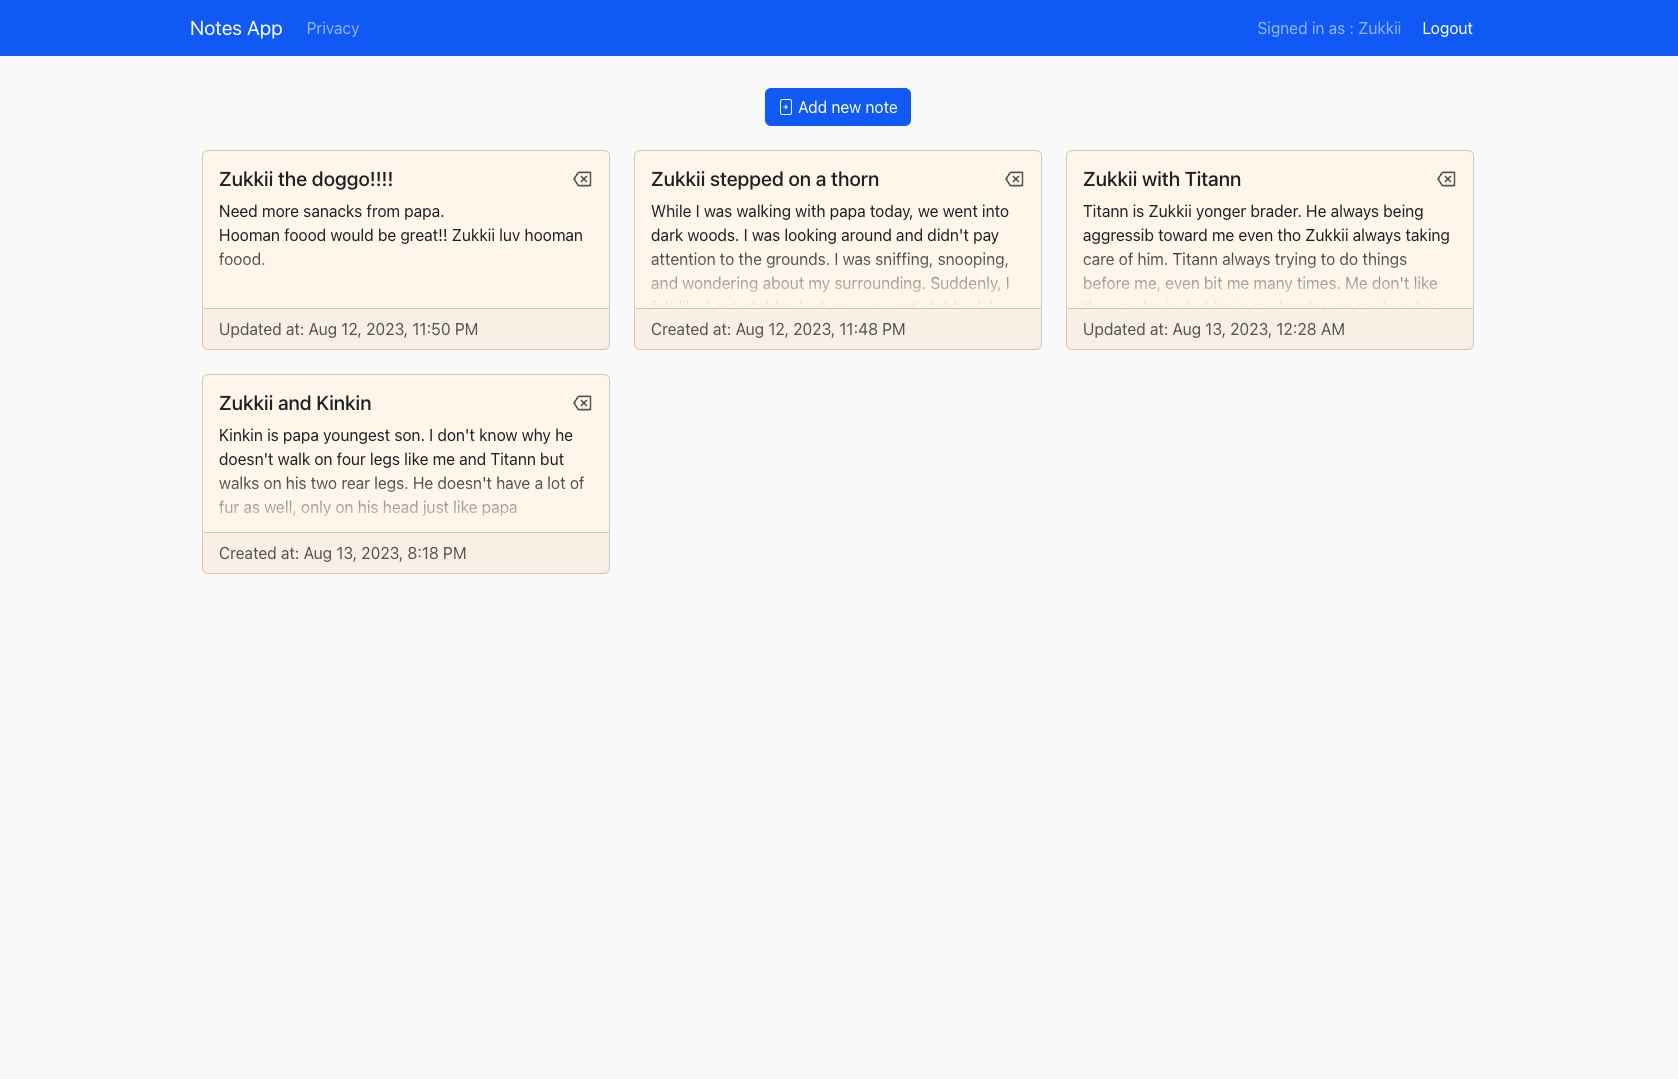 Notes App
Privacy
Signed in as : Zukkii
Logout
Add new note
Zukkii the doggo!!!!
Need more sanacks from papa.
Hooman foood would be great!! Zukkii luv hooman
foood.
Updated at: Aug 12, 2023, 11:50 PM
Zukkii stepped on a thorn
While I was walking with papa today, we went into
dark woods. I was looking around and didn't pay
attention to the grounds. I was sniffing, snooping,
and wondering about my surrounding. Suddenly, I
Created at: Aug 12, 2023, 11:48 PM
Zukkii with Titann
Titann is Zukkii yonger brader. He always being
aggressib toward me even tho Zukkii always taking
care of him. Titann always trying to do things
before me, even bit me many times. Me don't like
Updated at: Aug 13, 2023, 12:28 AM
Zukkii and Kinkin
Kinkin is papa youngest son. I don't know why he
doesn't walk on four legs like me and Titann but
walks on his two rear legs. He doesn't have a lot of
fur as well, only on his head just like papa
Created at: Aug 13, 2023, 8:18 PM